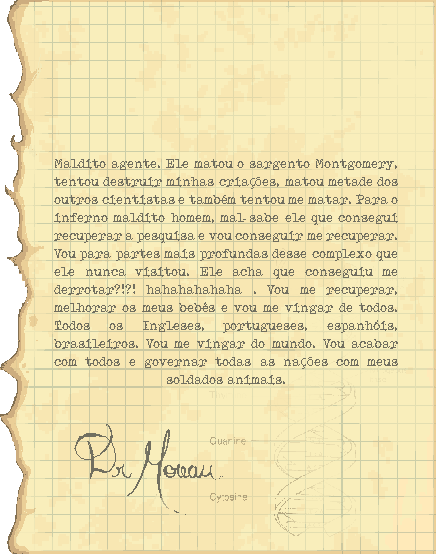 Maldito agente. Ele matou o sargento Montgomery,
tentou destruir minhas criações, matou metade dos
outros cientistas e também tentou me matar. Para o
inferno maldito homem, mal sabe ele que consegui
recuperar a pesquisa e vou conseguir me recuperar.
Vou para partes mais profundas desse complexo que
ele nunca visitou. Ele acha que conseguiu me
derrotar?!?! hahahahahaha . Vou me recuperar,
melhorar os meus bebês e vou me vingar de todos.
Todos os Ingleses, portugueses, espanhóis,
brasileiros. Vou me vingar do mundo. Vou acabar
com todos e governar todas as nações com meus
soldados animais.
Guanine
Dr Moreau
Cytosine